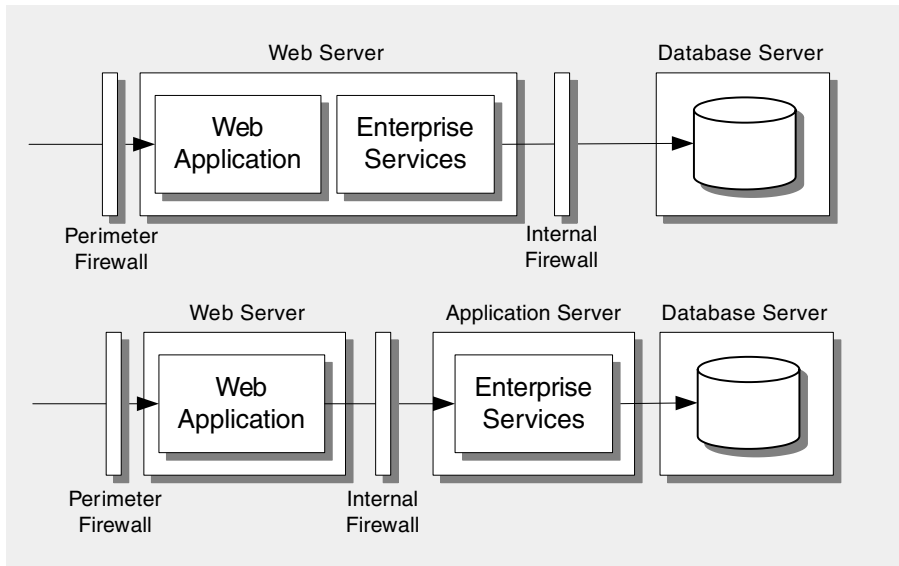 Web Server
Database Server
Web
Application
Enterprise
Services
Perimeter
Firewall
Internal
Firewall
Web Server
Application Server
Database Server
Web
Application
Enterprise
Services
Perimeter
Firewall
Internal
Firewall